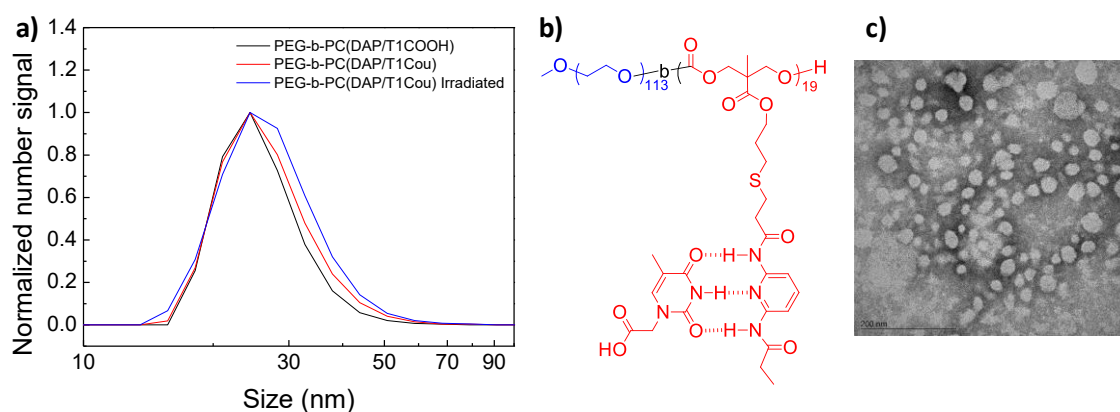 a)
1.4
1.2
1.0
0.8
0.6
0.4
0.2
0.0
Normalized number signal
PEG-b-PC(DAP/T1COOH)
PEG-b-PC(DAP/T1Cou)
PEG-b-PC(DAP/T1Cou) Irradiated
10
30
50
70
90
Size (nm)
b)
O
O
113
b
O
O
O
H
19
O
O
S
O
N
H
O
N
H
N
N
O
O
HO
O
H
N
O
c)
200 nm